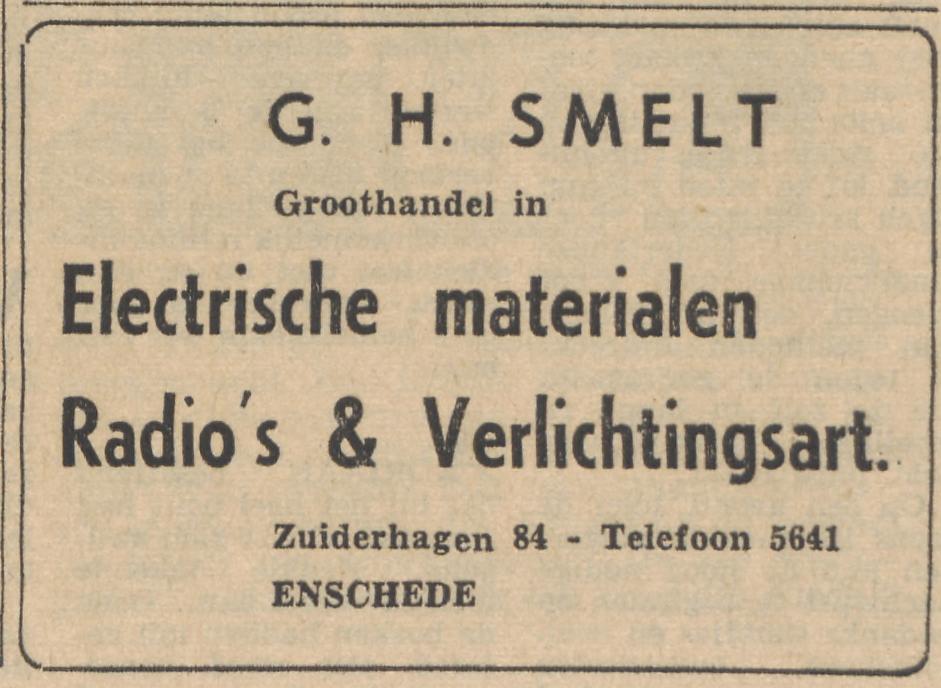 G. H. SMELT
Groothandel in
Electrische materialen
Radio's & Verlichtingsart.
Zuiderhagen 84 - Telefoon 5641
ENSCHEDE